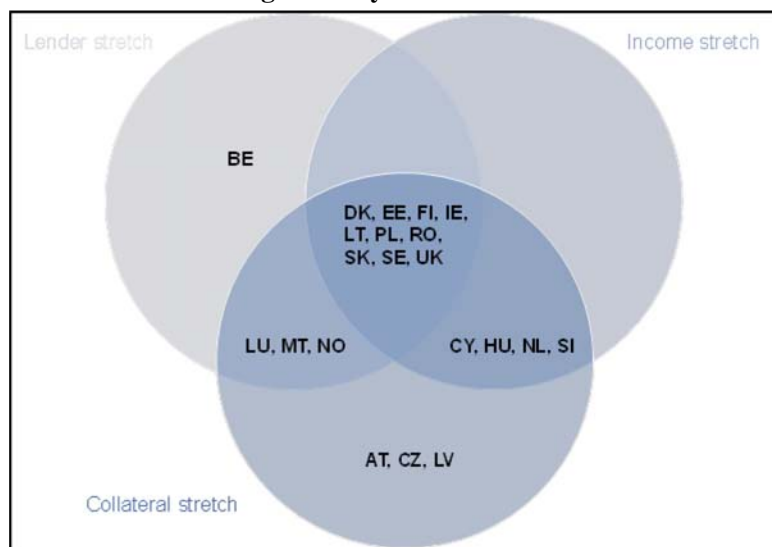 Lender stretch
Income stretch
BE
DK, EE, FI, IE,
LT, PL, RO,
SK, SE, UK
LU, MT, NO
CY, HU, NL, SI
AT, CZ, LV
Collateral stretch